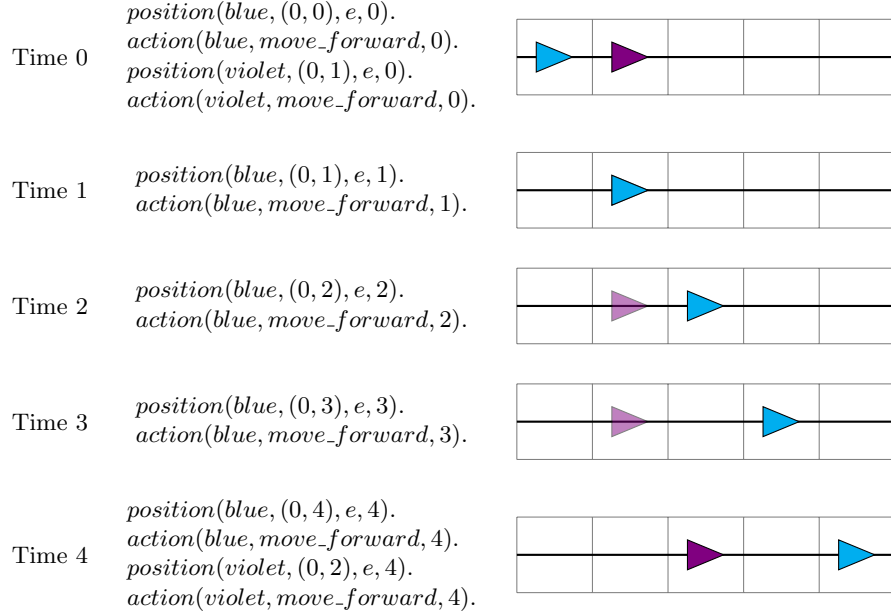 position(blue, (0, 0), e, 0).
action(blue, move_forward, 0).
Time 0
position(violet, (0, 1), e, 0).
action(violet, move_forward, 0).
position(blue, (0, 1), e, 1).
Time 1
action(blue, move_forward, 1).
position(blue, (0, 2), e, 2).
Time 2
action(blue, move_forward, 2).
position(blue, (0, 3), e, 3).
Time 3
action(blue, move_forward, 3).
position(blue, (0, 4), e, 4).
action(blue, move_forward, 4).
Time 4
position(violet, (0, 2), e, 4).
action(violet, move_forward, 4).